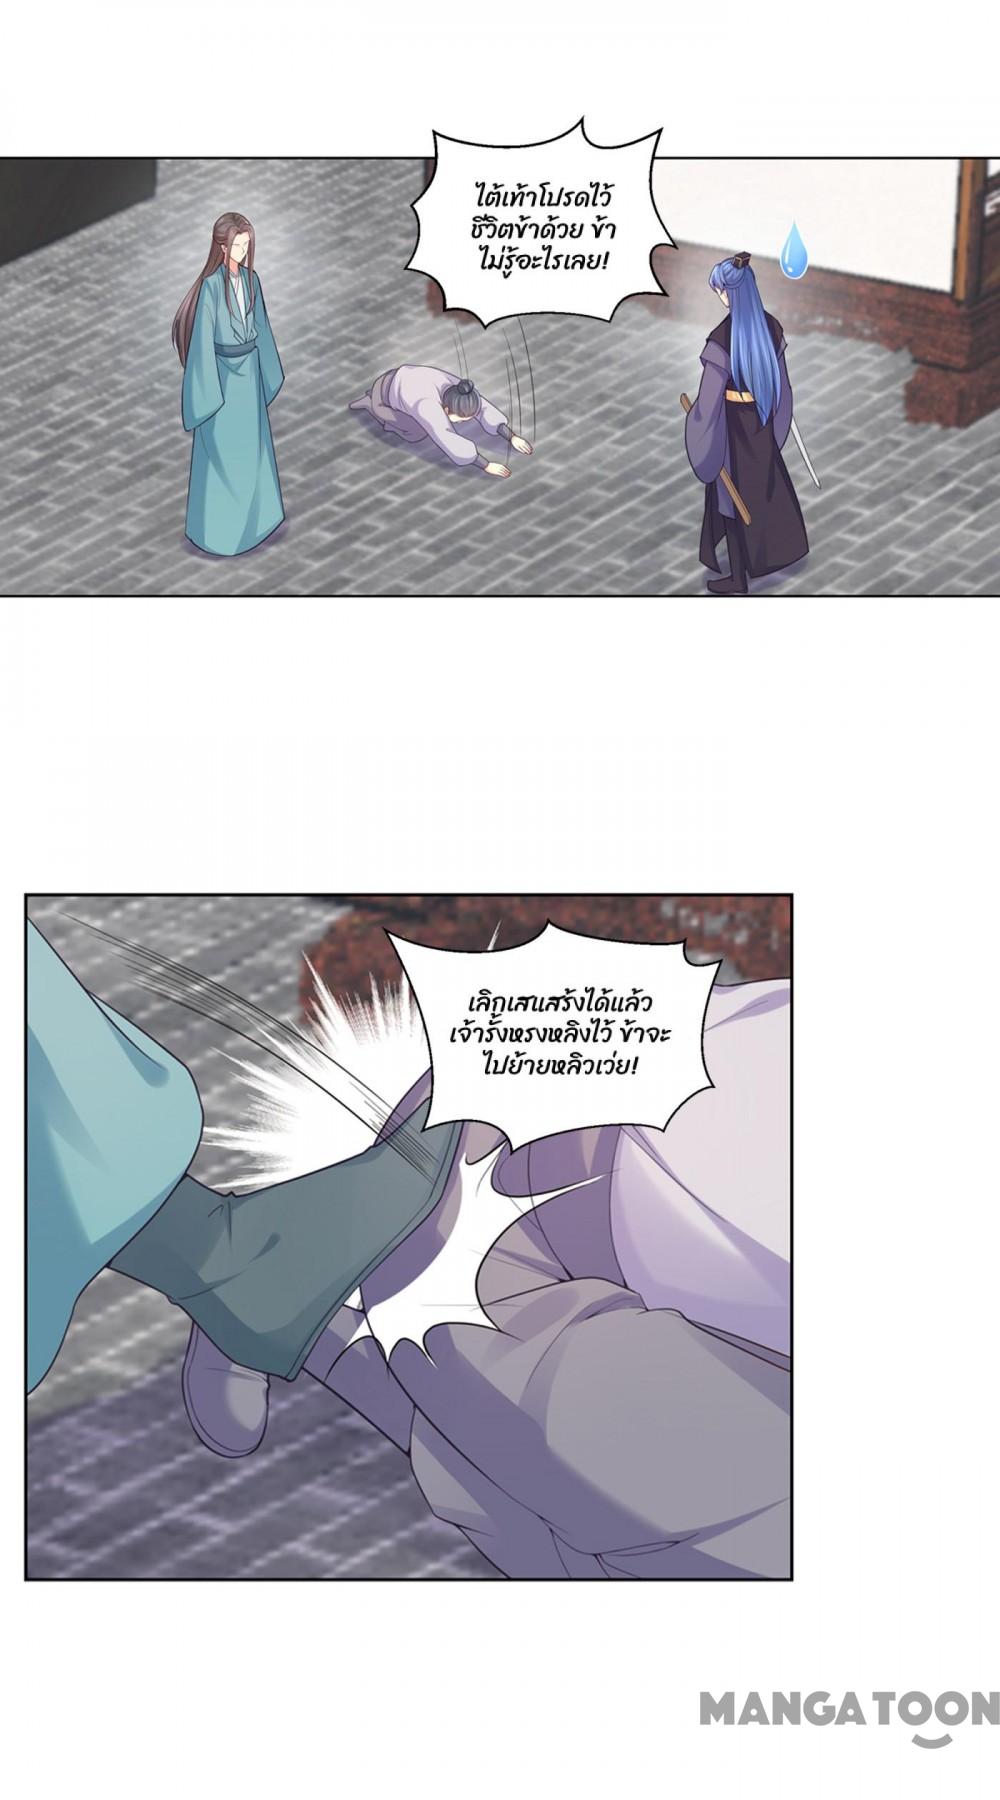 ไต้เท้าโปรดไว้
ชีวิตข้าด้วย ข้า
ไม่รู้อะไรเลย!
เลิกเสแสร้งได้แล้ว
เจ้ารั้งหรงหลิงไว้ ข้าจะ
ไปย้ายหลิวเว่ย!
MANGATOON